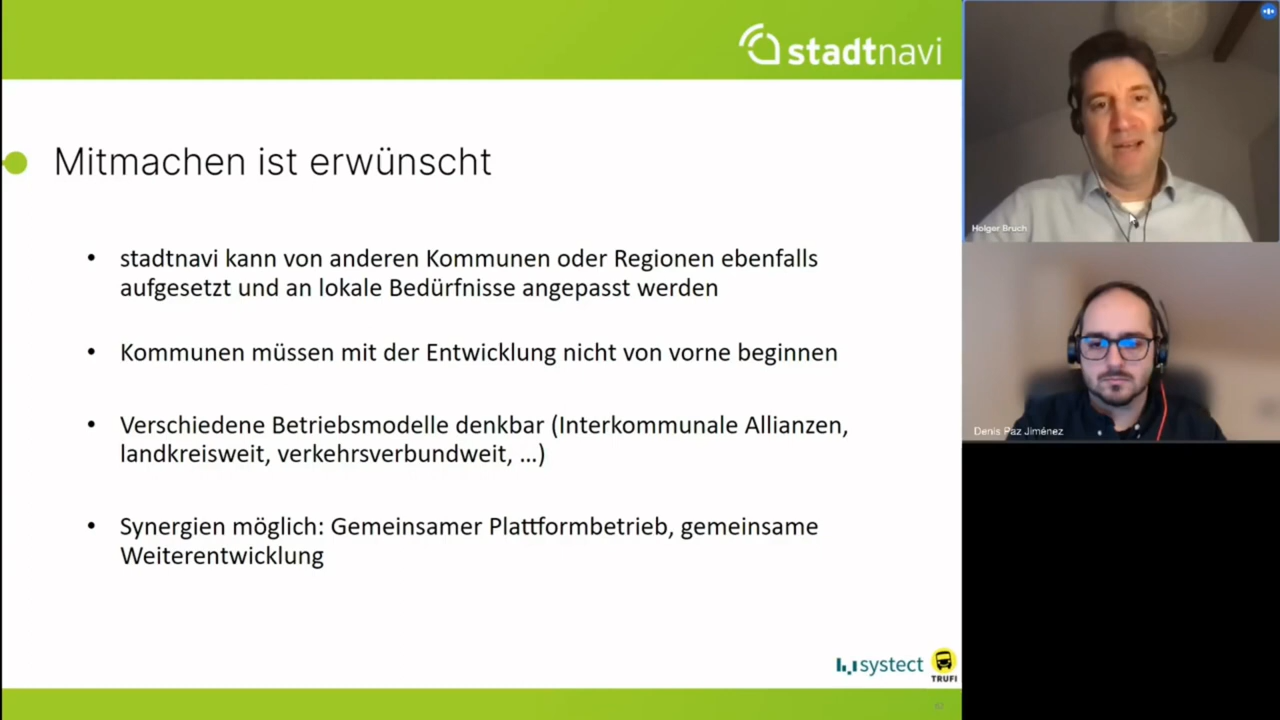 stadtnavi
Mitmachen ist erwünscht
• stadtnavi kann von anderen Kommunen oder Regionen ebenfalls
aufgesetzt und an lokale Bedürfnisse angepasst werden
• Kommunen müssen mit der Entwicklung nicht von vorne beginnen
• Verschiedene Betriebsmodelle denkbar (Interkommunale Allianzen,
landkreisweit, verkehrsverbundweit, ...)
• Synergien möglich: Gemeinsamer Plattformbetrieb, gemeinsame
Weiterentwicklung
systect
TRUFI
Holger Bruch
Denis Paz Jiménez